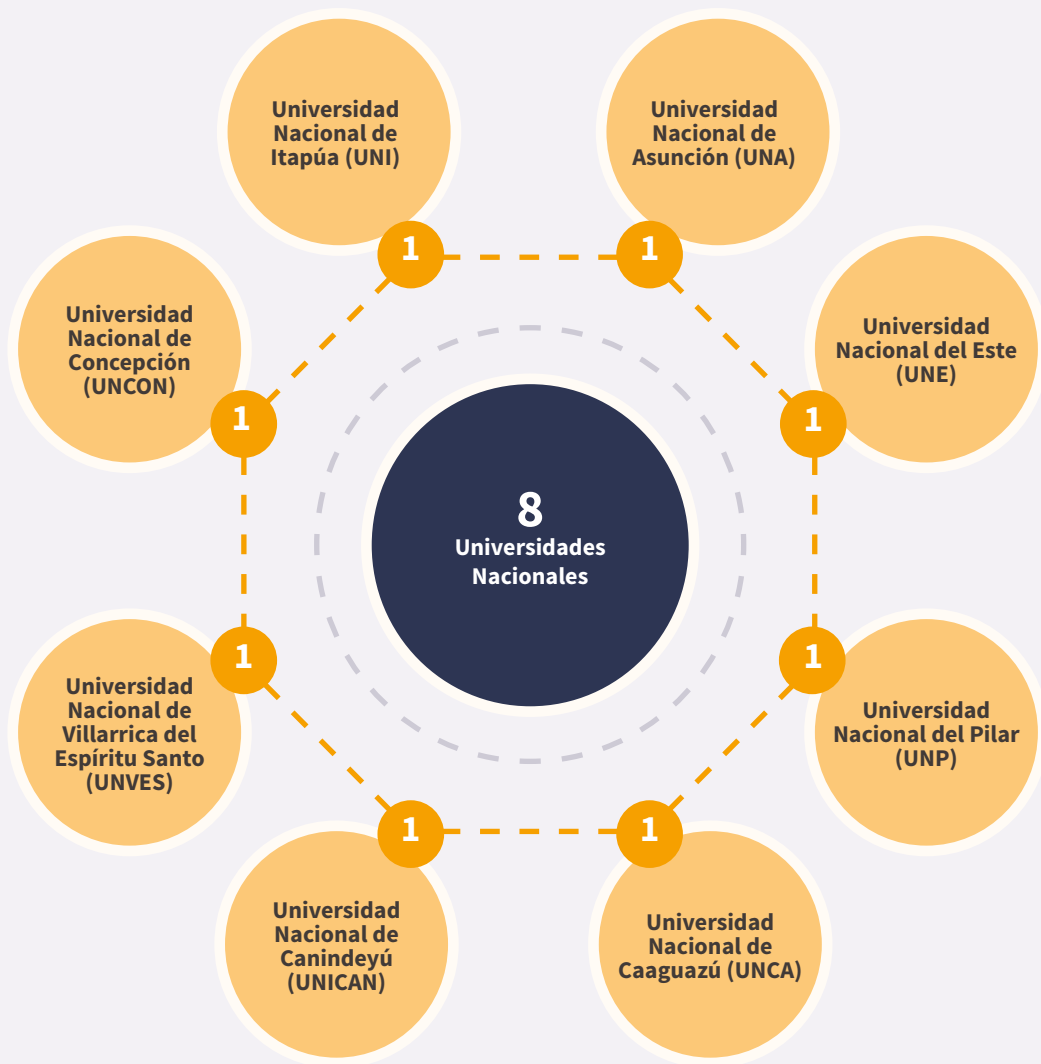 Universidad
Nacional de
Itapúa (UNI)
1
Universidad
Nacional de
Asunción (UNA)
1
Universidad
Nacional de
Concepción
(UNCON)
1
Universidad
Nacional del Este
(UNE)
1
8
Universidades
Nacionales
Universidad
Nacional de
Villarrica del
Espíritu Santo
(UNVES)
1
Universidad
Nacional del Pilar
(UNP)
1
Universidad
Nacional de
Canindeyú
(UNICAN)
1
Universidad
Nacional de
Caaguazú (UNCA)
1